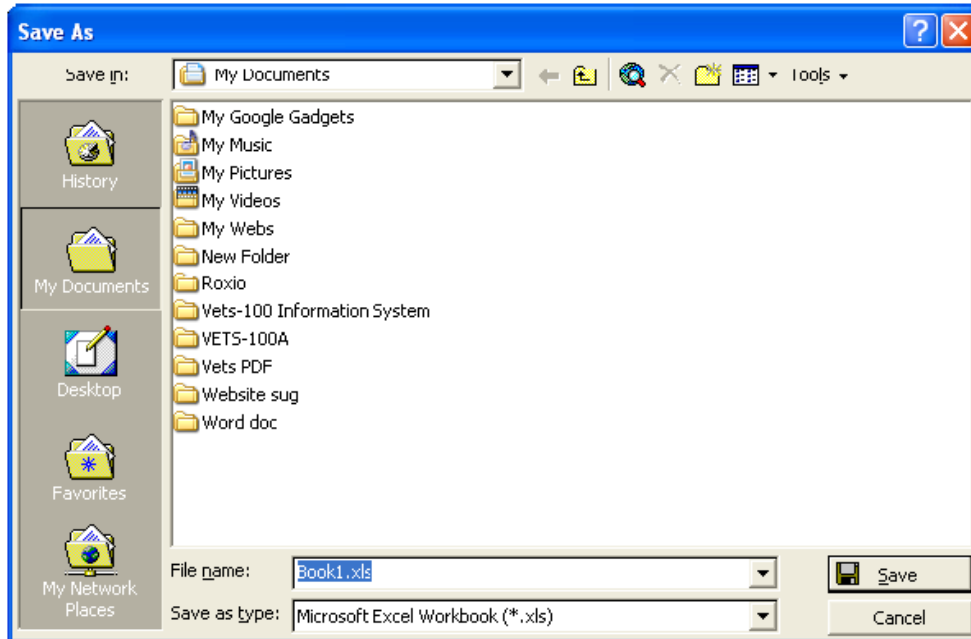 Save As
Save in: My Documents Tools
My Google Gadgets
My Music
My Pictures
My Videos
My Webs
New Folder
Roxio
Vets-100 Information System
VETS-100A
Vets PDF
Website sug
Word doc
History
My Documents
Desktop
Favorites
My Network
Places
File name: Book1.xls Save
Save as type: Microsoft Excel Workbook (*.xls) Cancel